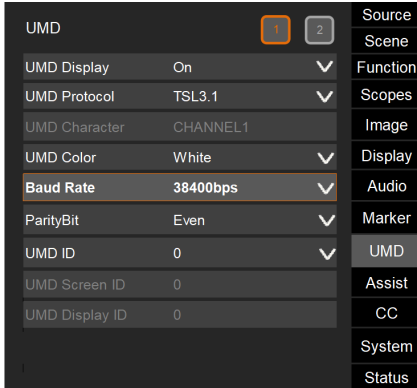 UMD 1 2
UMD Display On
UMD Protocol TSL3.1
UMD Character CHANNEL1
UMD Color White
Baud Rate 38400bps
ParityBit Even
UMD ID 0
UMD Screen ID 0
UMD Display ID 0
Source
Scene
Function
Scopes
Image
Display
Audio
Marker
UMD
Assist
CC
System
Status